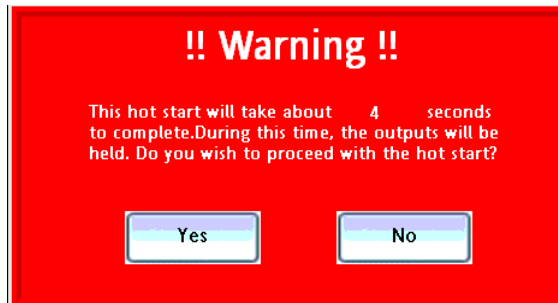 !! Warning !!
This hot start will take about 4 seconds
to complete.During this time, the outputs will be
held. Do you wish to proceed with the hot start?
Yes No